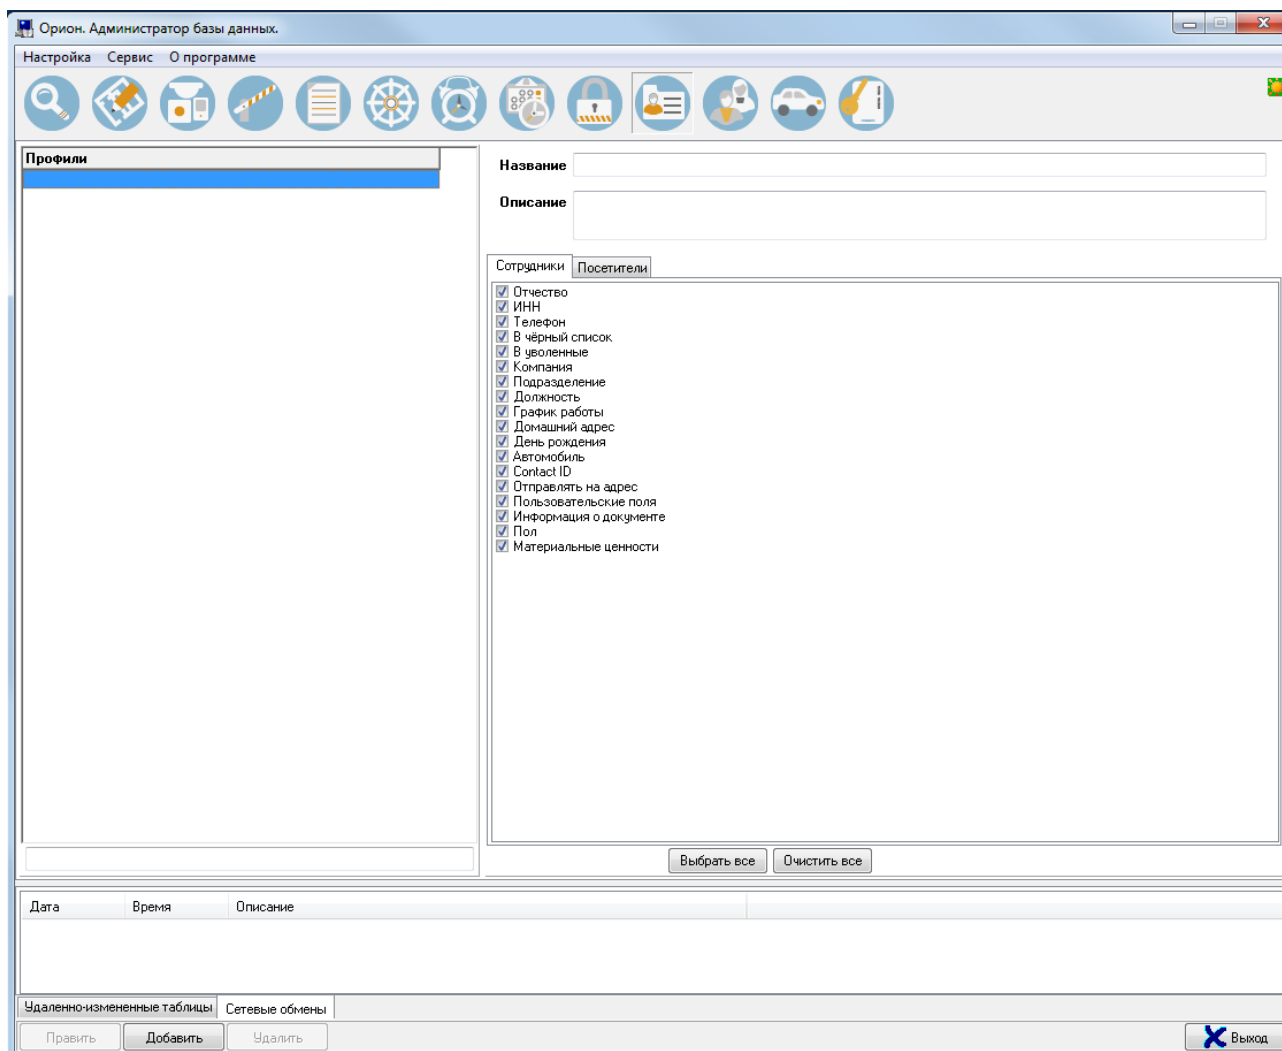 Орион. Администратор базы данных.
Настройка Сервис О программе
Профили
Название
Описание
Сотрудники Посетители
Отчество
ИНН
Телефон
В чёрный список
В уволенные
Компания
Подразделение
Должность
График работы
Домашний адрес
День рождения
Автомобиль
Contact ID
Отправлять на адрес
Пользовательские поля
Информация о документе
Пол
Материальные ценности
Выбрать все Очистить все
Дата Время Описание
Удаленно-измененные таблицы Сетевые обмены
Править Добавить Удалить Выход